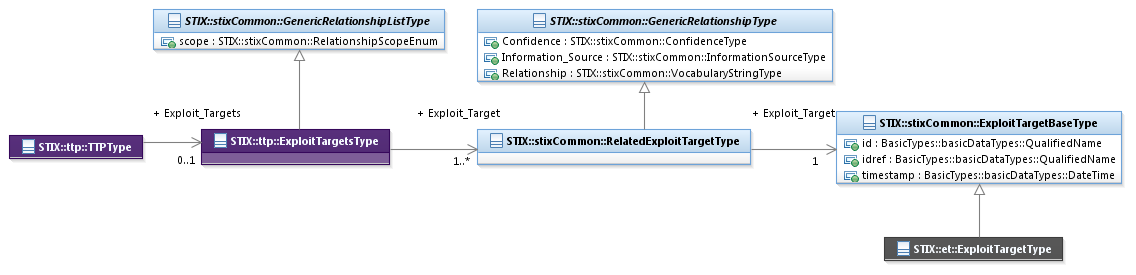 STIX::stixCommon::GenericRelationshipListType
scope : STIX::stixCommon::RelationshipScopeEnum
STIX::stixCommon::GenericRelationshipType
Confidence : STIX::stixCommon::ConfidenceType
Information_Source : STIX::stixCommon::InformationSourceType
Relationship : STIX::stixCommon::VocabularyStringType
+ Exploit_Targets
+ Exploit_Target
+ Exploit_Target
STIX::ttp::TTPType
0..1
STIX::ttp::ExploitTargetsType
1..*
STIX::stixCommon::RelatedExploitTargetType
1
STIX::stixCommon::ExploitTargetBaseType
id : BasicTypes::basicDataTypes::QualifiedName
idref : BasicTypes::basicDataTypes::QualifiedName
timestamp : BasicTypes::basicDataTypes::DateTime
STIX::et::ExploitTargetType